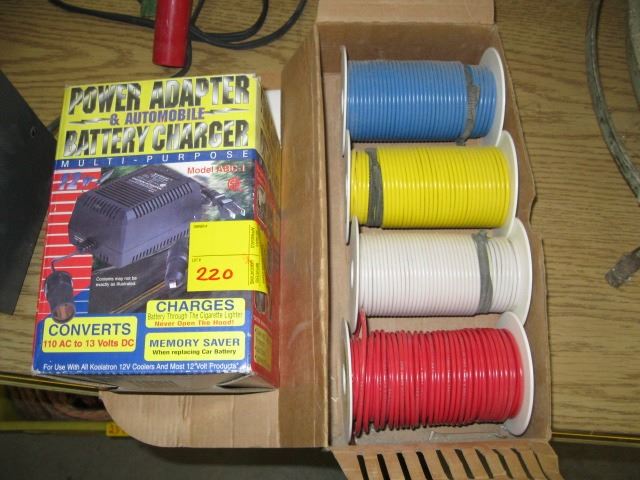 POWER ADAPTER
& AUTOMOBILE
BATTERY CHARGER
MULTI-PURPOSE
12V
Model ABC-1
LOT #
220
Contents may not be
exactly as illustrated.
CHARGES
Battery Through The Cigarette Lighter
Never Open The Hood!
CONVERTS
110 AC to 13 Volts DC
MEMORY SAVER
When replacing Car Battery
For Use With All Koolatron 12V Coolers And Most 12 Volt Products